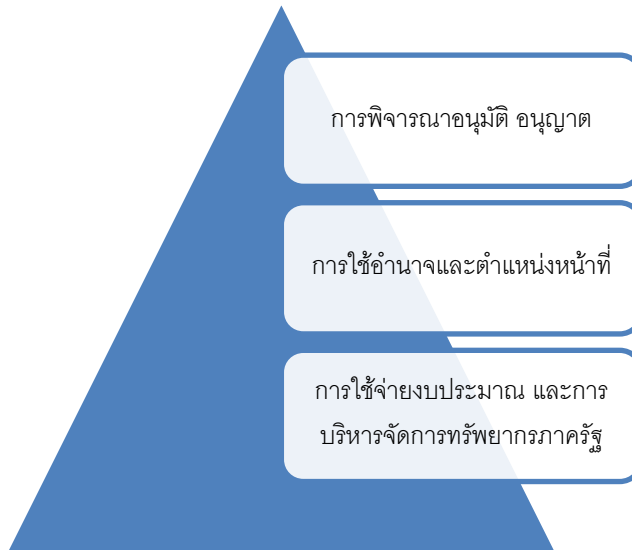 การพิจารณาอนุมัติ อนุญาต
การใช้อำนาจและตำแหน่งหน้าที่
การใช้จ่ายงบประมาณ และการ
บริหารจัดการทรัพยากรภาครัฐ